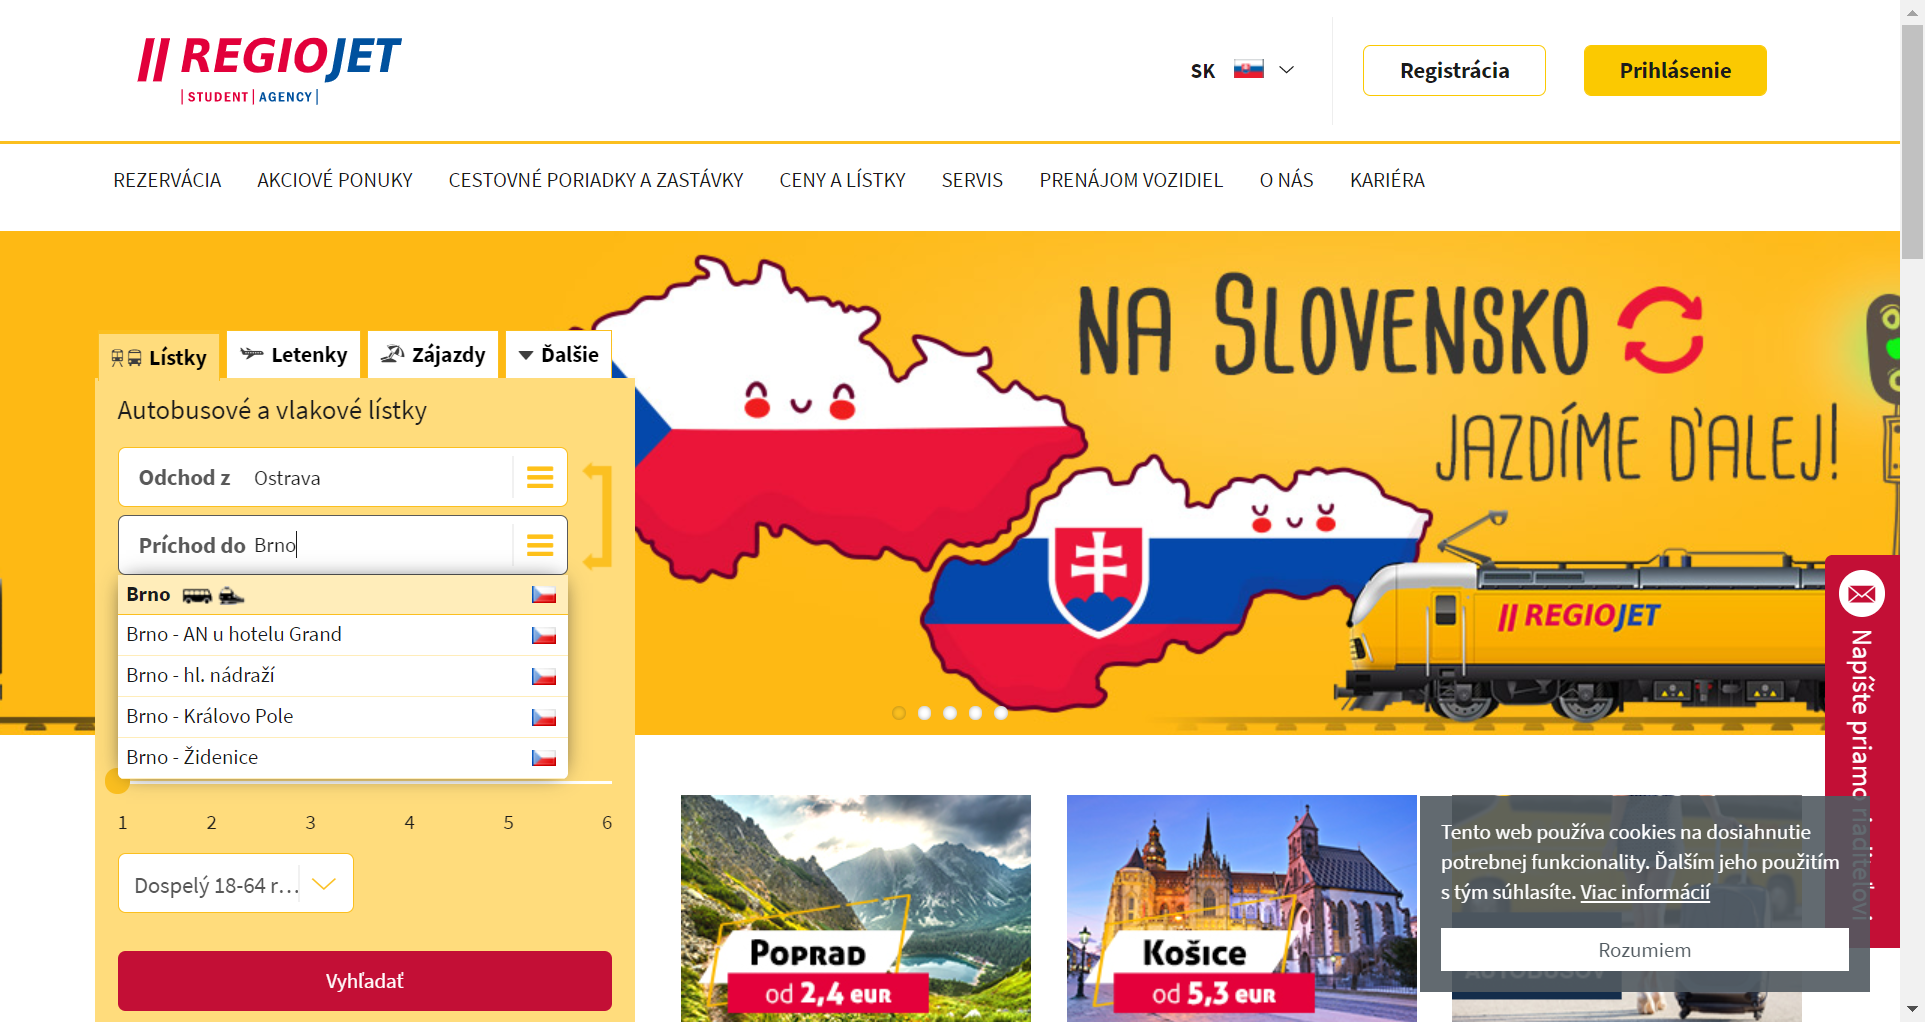 REGIOJET
STUDENT AGENCY
SK
Registrácia
Prihlásenie
REZERVÁCIA
AKCIOVÉ PONUKY
CESTOVNÉ PORIADKY A ZASTÁVKY
CENY A LÍSTKY
SERVIS
PRENÁJOM VOZIDIEL
O NÁS
KARIÉRA
NA SLOVENSKO
JAZDÍME ĎALEJ!
REGIOJET
Lístky
Letenky
Zájazdy
Ďalšie
Autobusové a vlakové lístky
Odchod z Ostrava
Príchod do Brno
Brno
Brno - AN u hotelu Grand
Brno - hl. nádraží
Brno - Královo Pole
Brno - Židenice
1 2 3 4 5 6
Dospelý 18-64 r...
Vyhľadať
POPRAD
od 2,4 EUR
KOŠICE
od 5,3 EUR
Napíšte priamo riaditeľovi
Tento web používa cookies na dosiahnutie
potrebnej funkcionality. Ďalším jeho použitím
s tým súhlasíte. Viac informácií
Rozumiem